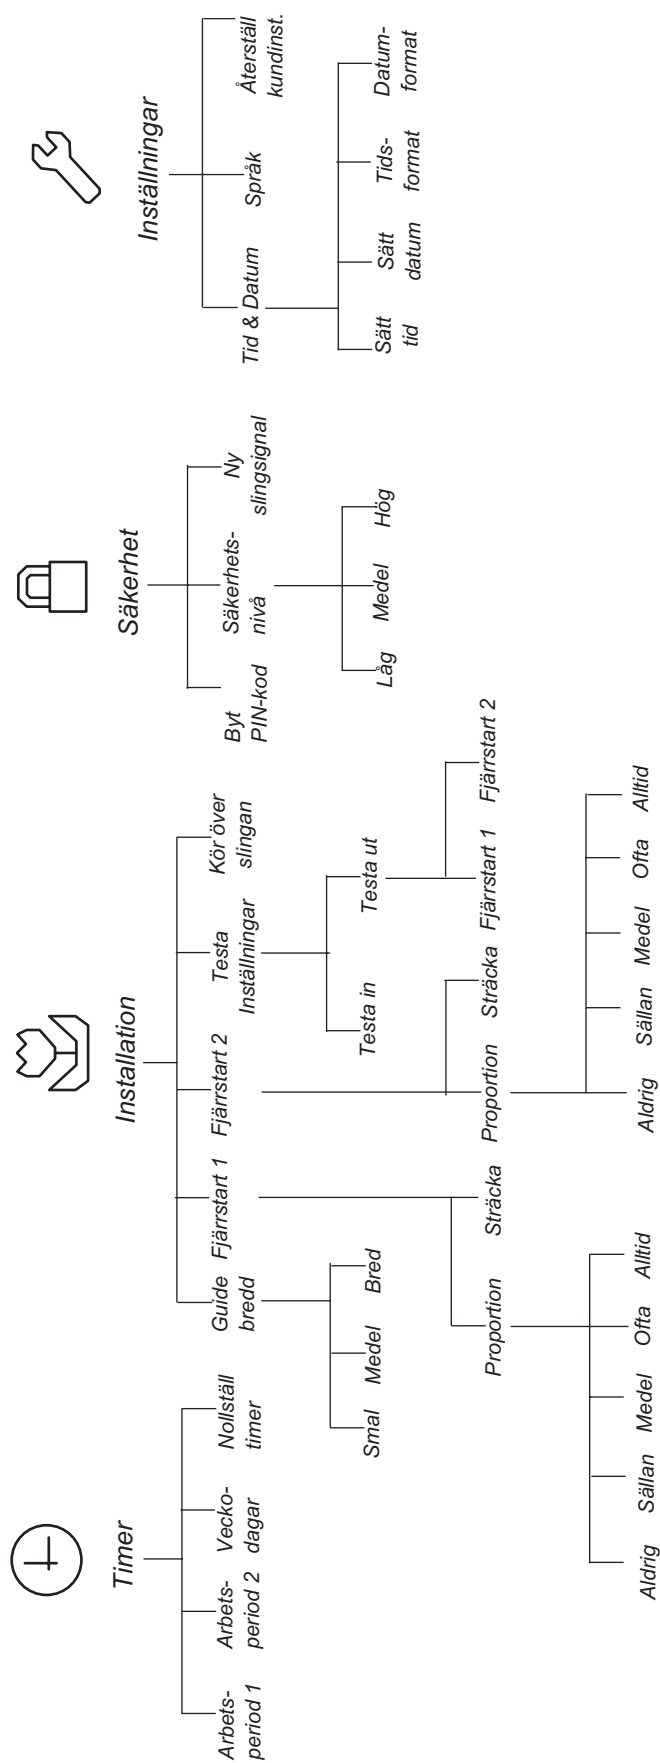 Timer
Arbets-
period 1
Arbets-
period 2
Vecko-
dagar
Nollställ
timer
Installation
Guide
bredd
Fjärrstart 1
Fjärrstart 2
Testa
Inställningar
Kör över
slingan
Smal
Medel
Bred
Testa in
Testa ut
Proportion
Sträcka
Proportion
Sträcka
Fjärrstart 1
Fjärrstart 2
Aldrig
Sällan
Medel
Ofta
Alltid
Aldrig
Sällan
Medel
Ofta
Alltid
Säkerhet
Byt
PIN-kod
Säkerhets-
nivå
Ny
slingsignal
Låg
Medel
Hög
Inställningar
Tid & Datum
Språk
Återställ
kundinst.
Sätt
tid
Sätt
datum
Tids-
format
Datum-
format